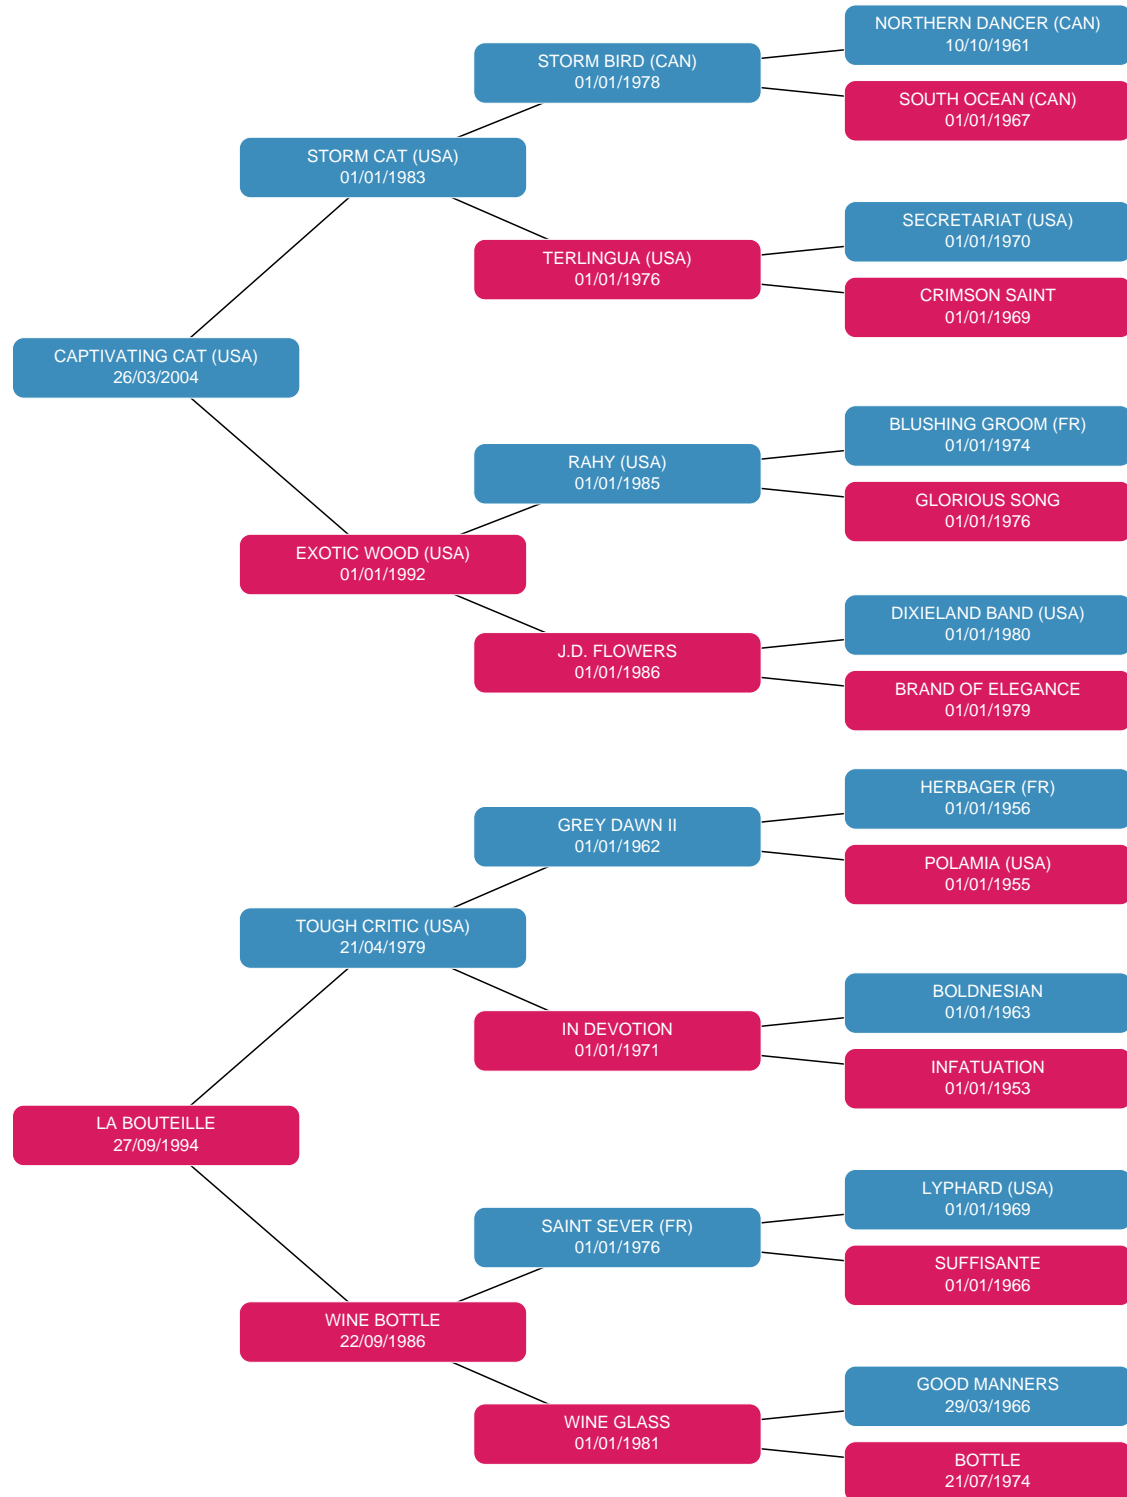 NORTHERN DANCER (CAN)
10/10/1961
STORM BIRD (CAN)
01/01/1978
SOUTH OCEAN (CAN)
01/01/1967
STORM CAT (USA)
01/01/1983
SECRETARIAT (USA)
01/01/1970
TERLINGUA (USA)
01/01/1976
CRIMSON SAINT
01/01/1969
CAPTIVATING CAT (USA)
26/03/2004
BLUSHING GROOM (FR)
01/01/1974
RAHY (USA)
01/01/1985
GLORIOUS SONG
01/01/1976
EXOTIC WOOD (USA)
01/01/1992
DIXIELAND BAND (USA)
01/01/1980
J.D. FLOWERS
01/01/1986
BRAND OF ELEGANCE
01/01/1979
HERBAGER (FR)
01/01/1956
GREY DAWN II
01/01/1962
POLAMIA (USA)
01/01/1955
TOUGH CRITIC (USA)
21/04/1979
BOLDNESIAN
01/01/1963
IN DEVOTION
01/01/1971
INFATUATION
01/01/1953
LA BOUTEILLE
27/09/1994
LYPHARD (USA)
01/01/1969
SAINT SEVER (FR)
01/01/1976
SUFFISANTE
01/01/1966
WINE BOTTLE
22/09/1986
GOOD MANNERS
29/03/1966
WINE GLASS
01/01/1981
BOTTLE
21/07/1974